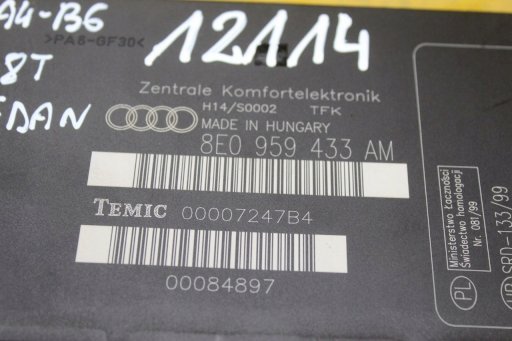 A4-B6
>PA6-GF30<
12114
8T
DAN
Zentrale Komfortelektronik
H14/S0002 TFK
MADE IN HUNGARY
8E0 959 433 AM
TEMIC 00007247B4
00084897
Ministerstwo Łączności
Świadectwo homologacji
Nr. 081/99
PL
SRD-133/99